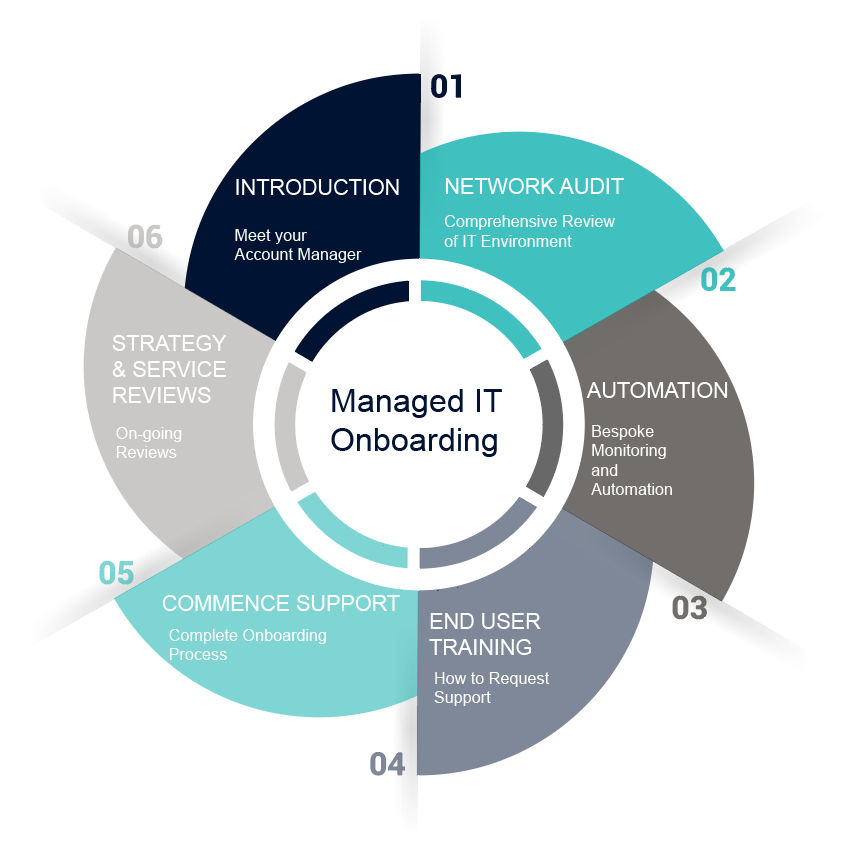 01
INTRODUCTION
Meet your
Account Manager
02
NETWORK AUDIT
Comprehensive Review
of IT Environment
03
AUTOMATION
Bespoke
Monitoring
and
Automation
04
END USER
TRAINING
How to Request
Support
05
COMMENCE SUPPORT
Complete Onboarding
Process
06
STRATEGY
& SERVICE
REVIEWS
On-going
Reviews
Managed IT
Onboarding